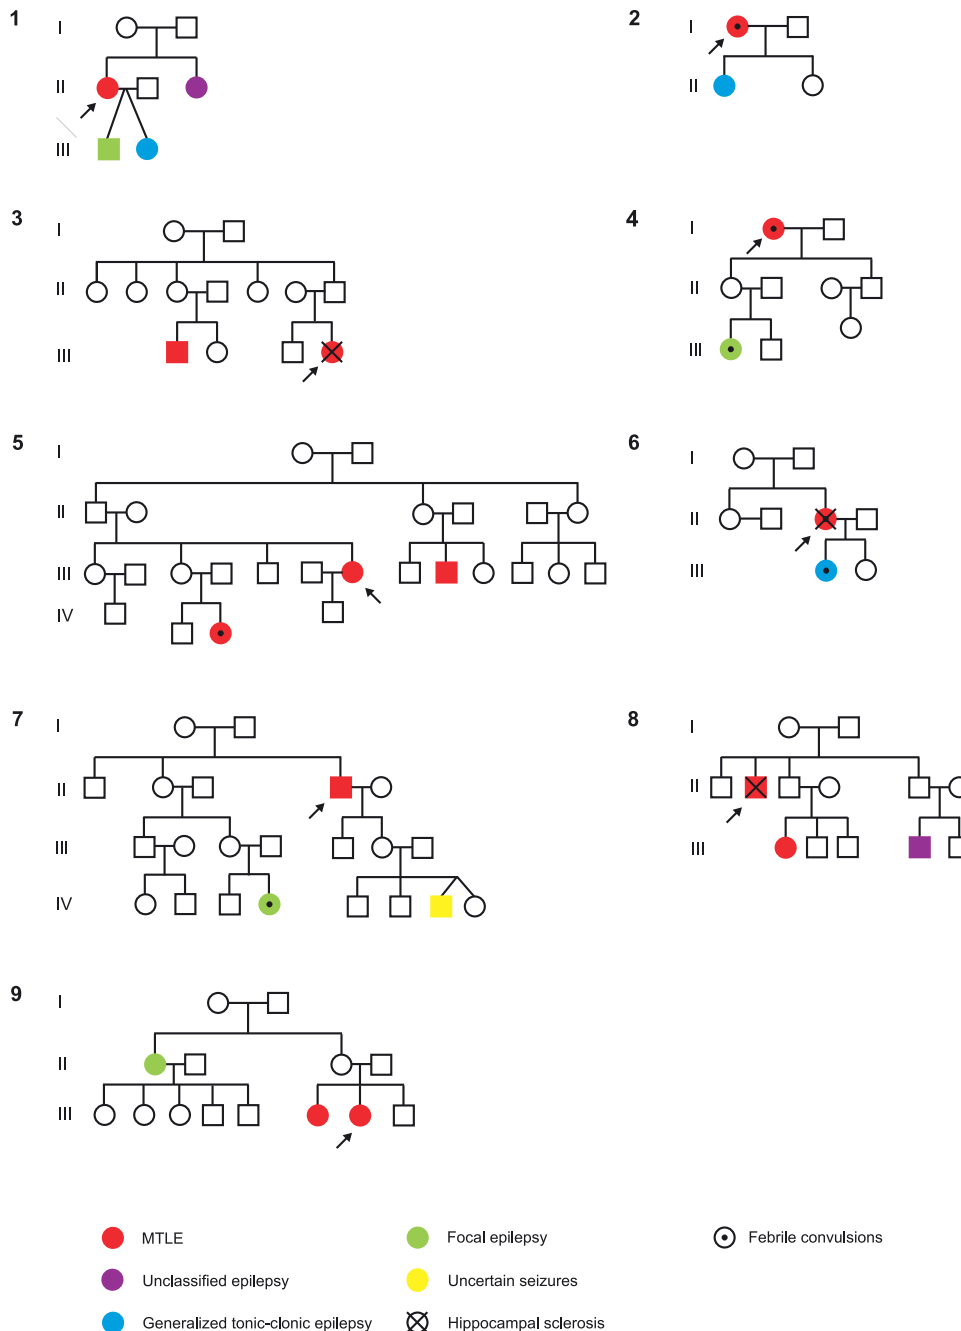 1
I
II
III
2
I
II
3
I
II
III
4
I
II
III
5
I
II
III
IV
6
I
II
III
7
I
II
III
IV
8
I
II
III
9
I
II
III
MTLE
Focal epilepsy
Febrile convulsions
Unclassified epilepsy
Uncertain seizures
Generalized tonic-clonic epilepsy
Hippocampal sclerosis